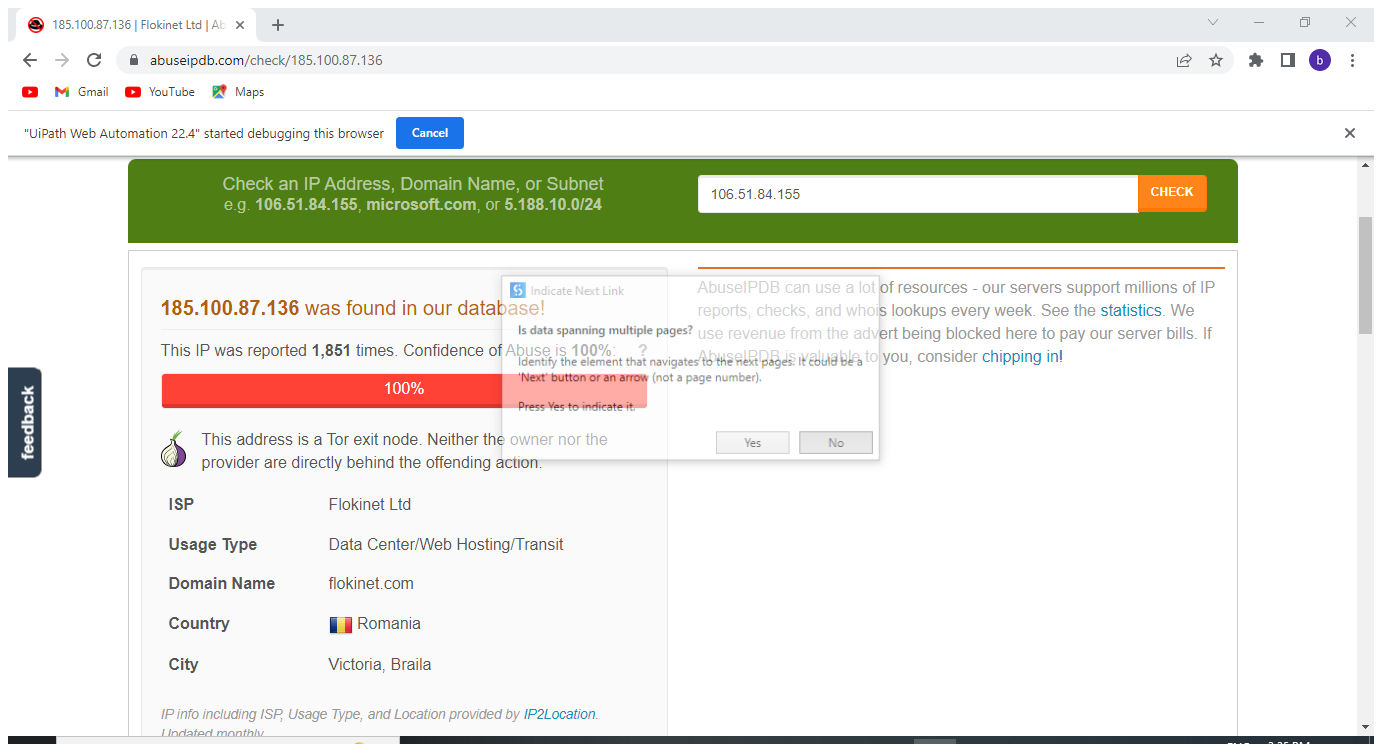 185.100.87.136 | Flokinet Ltd | Ab
abuseipdb.com/check/185.100.87.136
b
Gmail
YouTube
Maps
"UiPath Web Automation 22.4" started debugging this browser
Cancel
Check an IP Address, Domain Name, or Subnet
e.g. 106.51.84.155, microsoft.com, or 5.188.10.0/24
106.51.84.155
CHECK
185.100.87.136 was found in our database!
This IP was reported 1,851 times. Confidence of Abuse is 100%: ?
100%
This address is a Tor exit node. Neither the owner nor the
provider are directly behind the offending action.
ISP Flokinet Ltd
Usage Type Data Center/Web Hosting/Transit
Domain Name flokinet.com
Country Romania
City Victoria, Braila
IP info including ISP, Usage Type, and Location provided by IP2Location.
Updated monthly.
AbuseIPDB can use a lot of resources - our servers support millions of IP
reports, checks, and whois lookups every week. See the statistics. We
use revenue from the advert being blocked here to pay our server bills. If
AbuseIPDB is valuable to you, consider chipping in!
Indicate Next Link
Is data spanning multiple pages?
Identify the element that navigates to the next pages. It could be a
'Next' button or an arrow (not a page number).
Press Yes to indicate it.
Yes
No
feedback